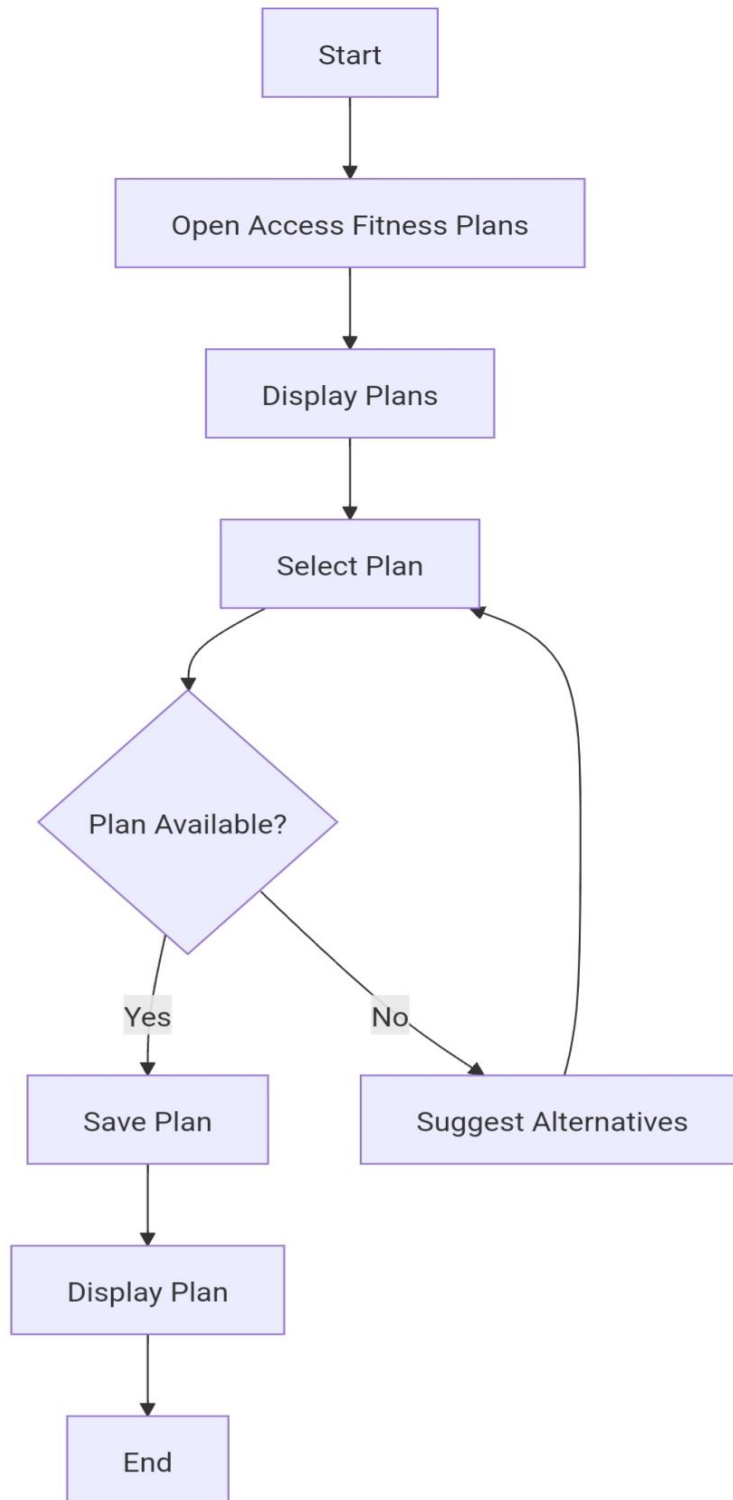 Start
Open Access Fitness Plans
Display Plans
Select Plan
Plan Available?
Yes
No
Save Plan
Suggest Alternatives
Display Plan
End